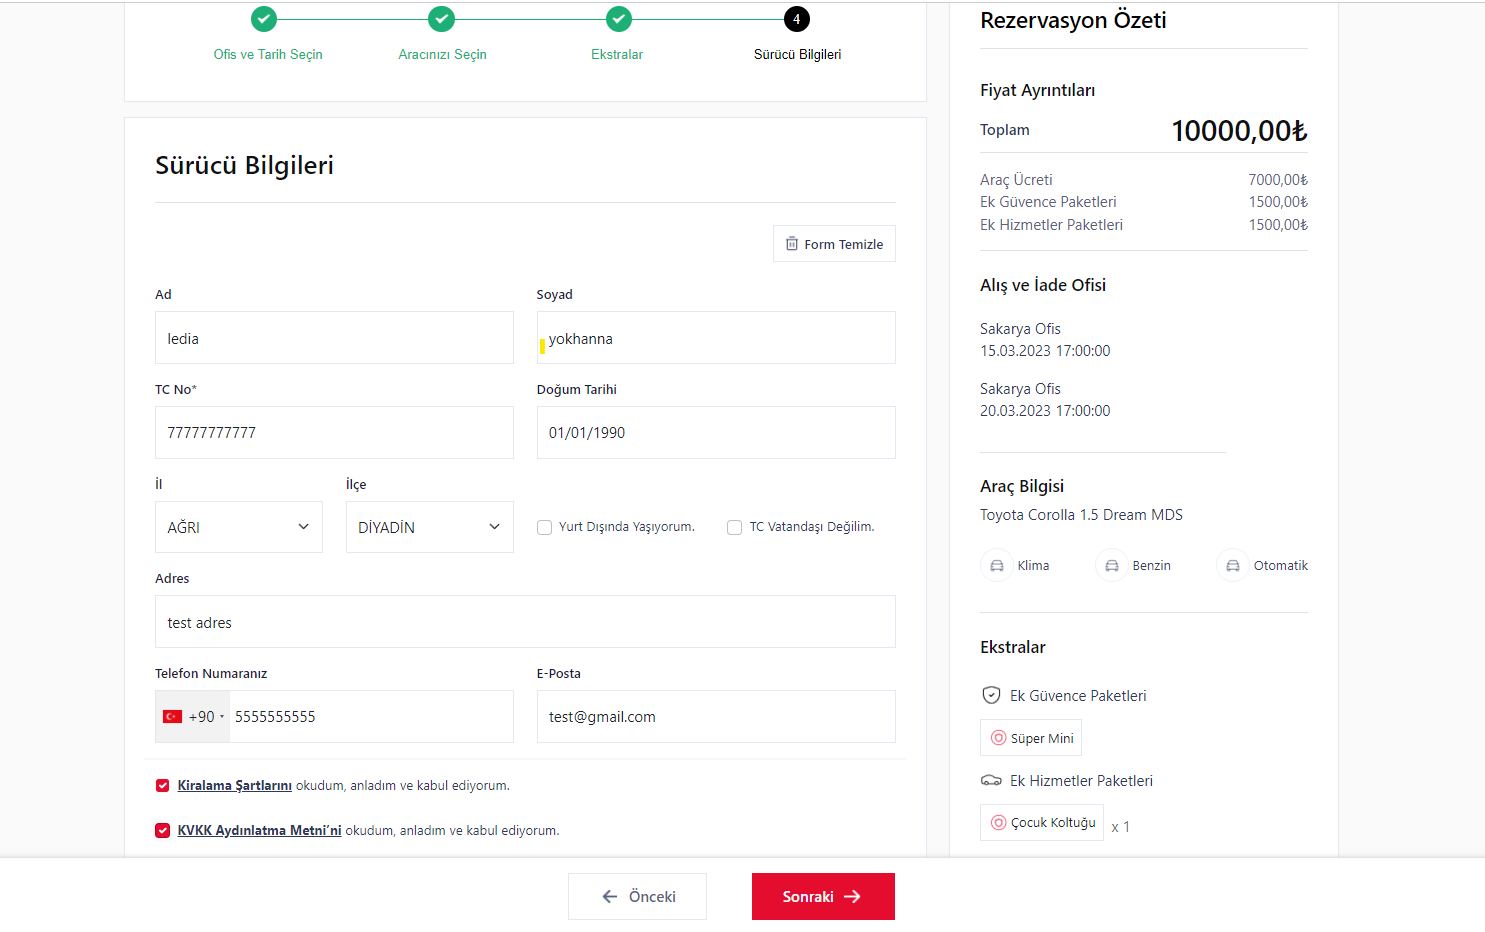 4
Ofis ve Tarih Seçin
Aracınızı Seçin
Ekstralar
Sürücü Bilgileri
Sürücü Bilgileri
Form Temizle
Ad
Soyad
ledia
yokhanna
TC No*
Doğum Tarihi
77777777777
01/01/1990
İl
İlçe
AĞRI
DİYADİN
Yurt Dışında Yaşıyorum.
TC Vatandaşı Değilim.
Adres
test adres
Telefon Numaranız
E-Posta
+90
5555555555
test@gmail.com
Kiralama Şartlarını okudum, anladım ve kabul ediyorum.
KVKK Aydınlatma Metni’ni okudum, anladım ve kabul ediyorum.
Rezervasyon Özeti
Fiyat Ayrıntıları
Toplam 10000,00₺
Araç Ücreti 7000,00₺
Ek Güvence Paketleri 1500,00₺
Ek Hizmetler Paketleri 1500,00₺
Alış ve İade Ofisi
Sakarya Ofis
15.03.2023 17:00:00
Sakarya Ofis
20.03.2023 17:00:00
Araç Bilgisi
Toyota Corolla 1.5 Dream MDS
Klima
Benzin
Otomatik
Ekstralar
Ek Güvence Paketleri
Süper Mini
Ek Hizmetler Paketleri
Çocuk Koltuğu x 1
Önceki
Sonraki